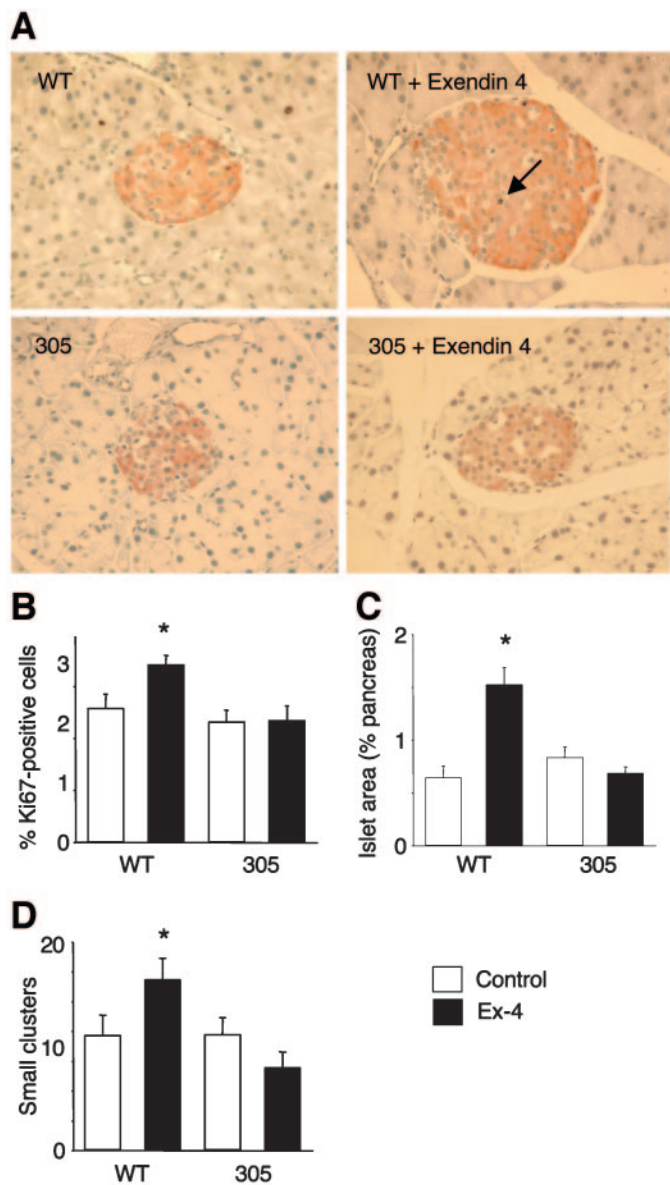 A
WT
WT + Exendin 4
305
305 + Exendin 4
B
% Ki67-positive cells
3
2
1
0
*
WT
305
C
Islet area (% pancreas)
2
1
0
*
WT
305
D
Small clusters
20
10
0
*
WT
305
Control
Ex-4